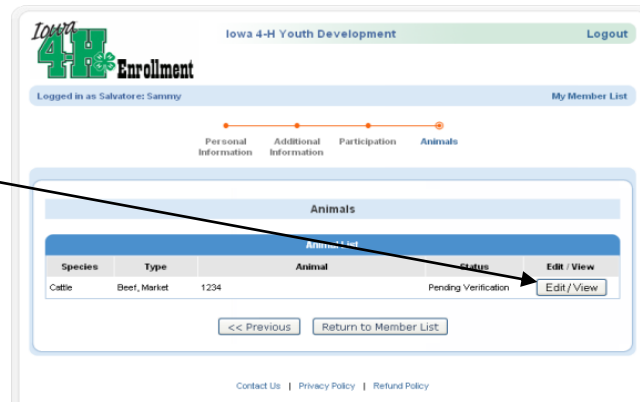 Iowa
4-H Enrollment
Iowa 4-H Youth Development
Logout
Logged in as Salvatore: Sammy
My Member List
Personal Information
Additional Information
Participation
Animals
Animals
Animal List
Species Type Animal Status Edit / View
Cattle Beef, Market 1234 Pending Verification Edit / View
<< Previous Return to Member List
Contact Us | Privacy Policy | Refund Policy